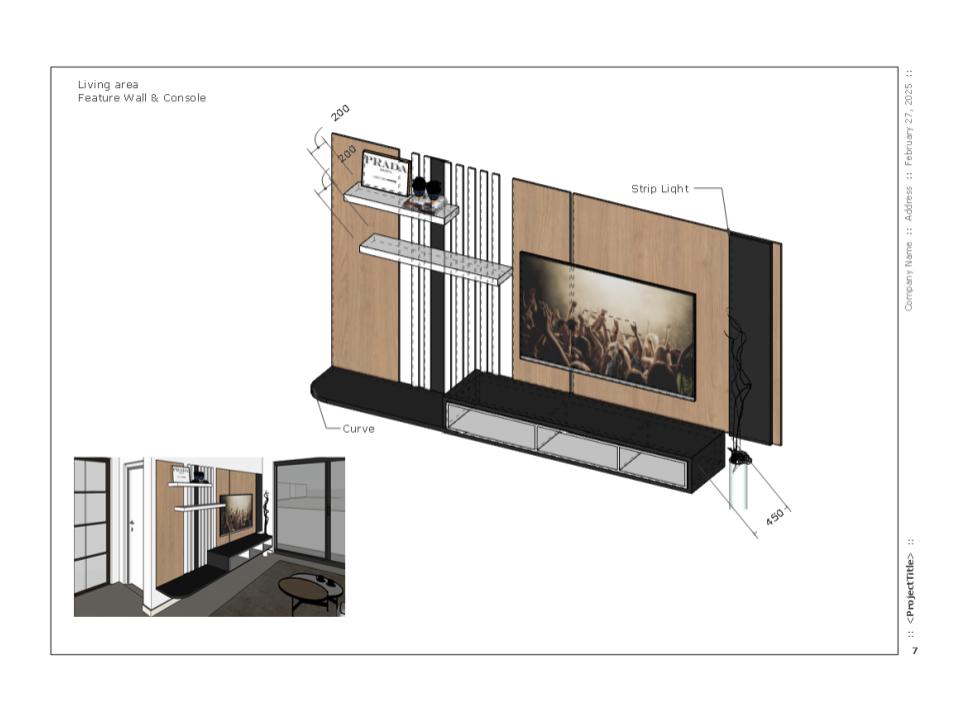 Living area
Feature Wall & Console
200
200
PRADA
Strip Light
Curve
450
Company Name :: Address :: February 27, 2025 ::
:: <ProjectTitle> ::
7